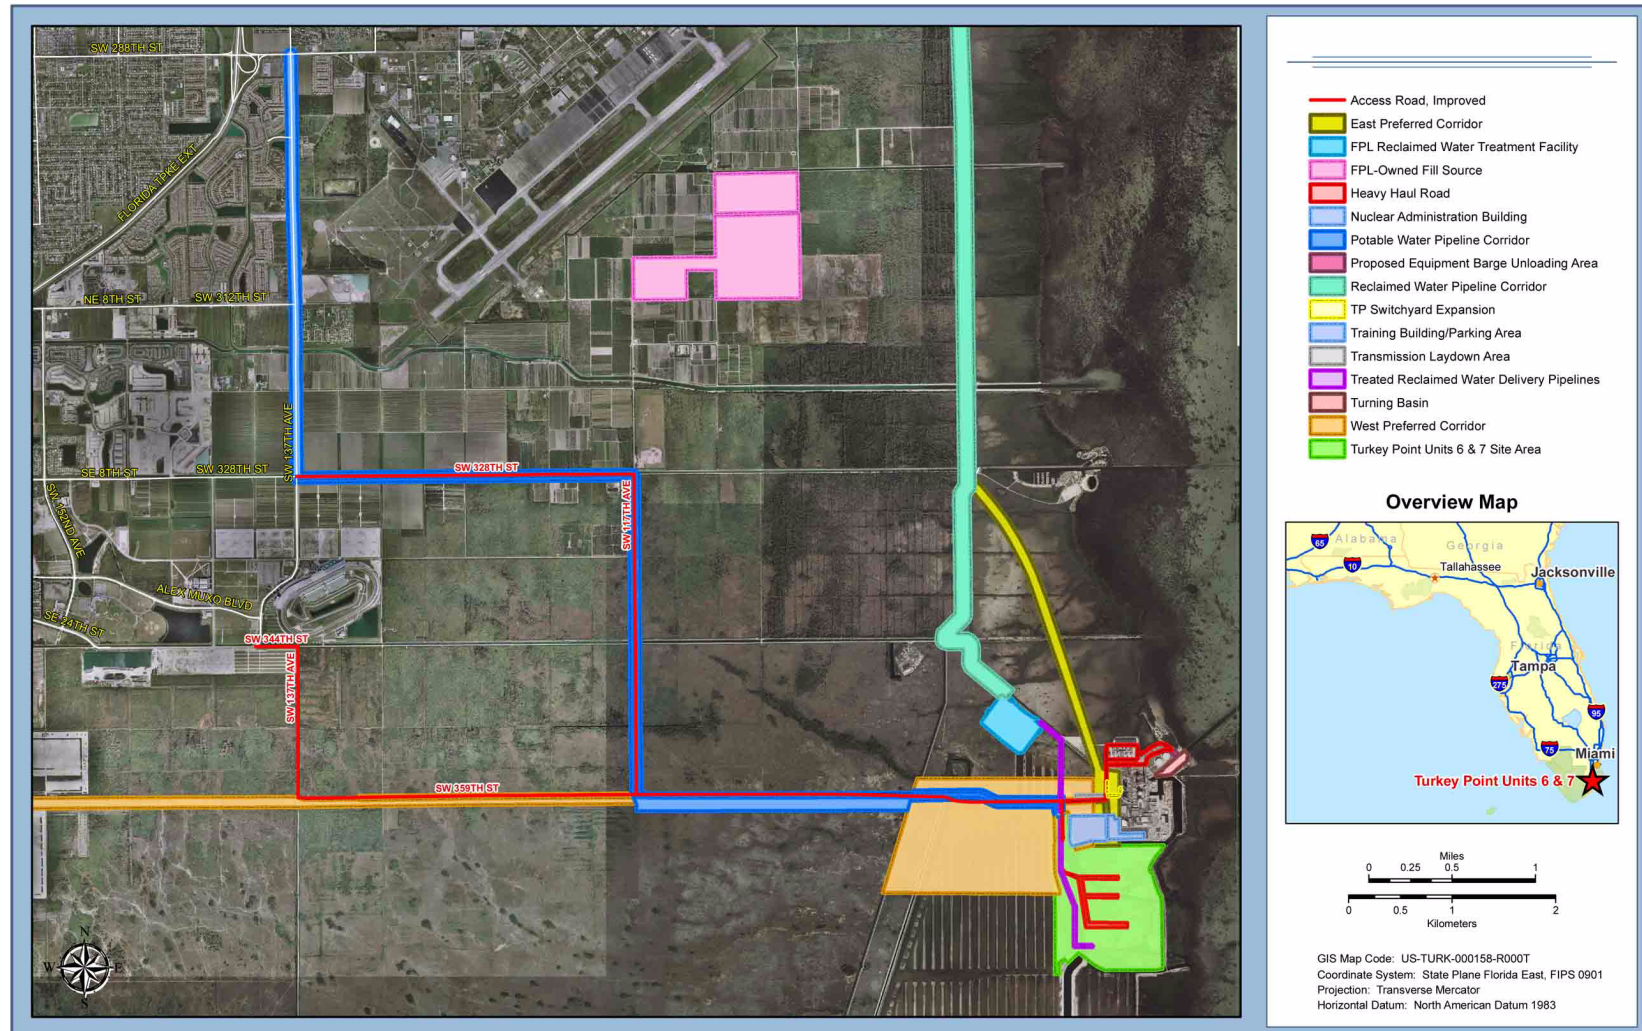 SW 288TH ST
FLORIDA TPKE EXT
NE 8TH ST
SW 312TH ST
SW 137TH AVE
SE 8TH ST
SW 328TH ST
SW 328TH ST
SW 152ND AVE
SW 117TH AVE
ALEX MUXO BLVD
SE 24TH ST
SW 344TH ST
SW 137TH AVE
SW 359TH ST
N
W
E
S
Access Road, Improved
East Preferred Corridor
FPL Reclaimed Water Treatment Facility
FPL-Owned Fill Source
Heavy Haul Road
Nuclear Administration Building
Potable Water Pipeline Corridor
Proposed Equipment Barge Unloading Area
Reclaimed Water Pipeline Corridor
TP Switchyard Expansion
Training Building/Parking Area
Transmission Laydown Area
Treated Reclaimed Water Delivery Pipelines
Turning Basin
West Preferred Corridor
Turkey Point Units 6 & 7 Site Area
Overview Map
65
Alabama
Georgia
10
Tallahassee
Jacksonville
Florida
Tampa
275
95
75
Miami
Turkey Point Units 6 & 7
Miles
0 0.25 0.5 1
0 0.5 1 2
Kilometers
GIS Map Code: US-TURK-000158-R000T
Coordinate System: State Plane Florida East, FIPS 0901
Projection: Transverse Mercator
Horizontal Datum: North American Datum 1983